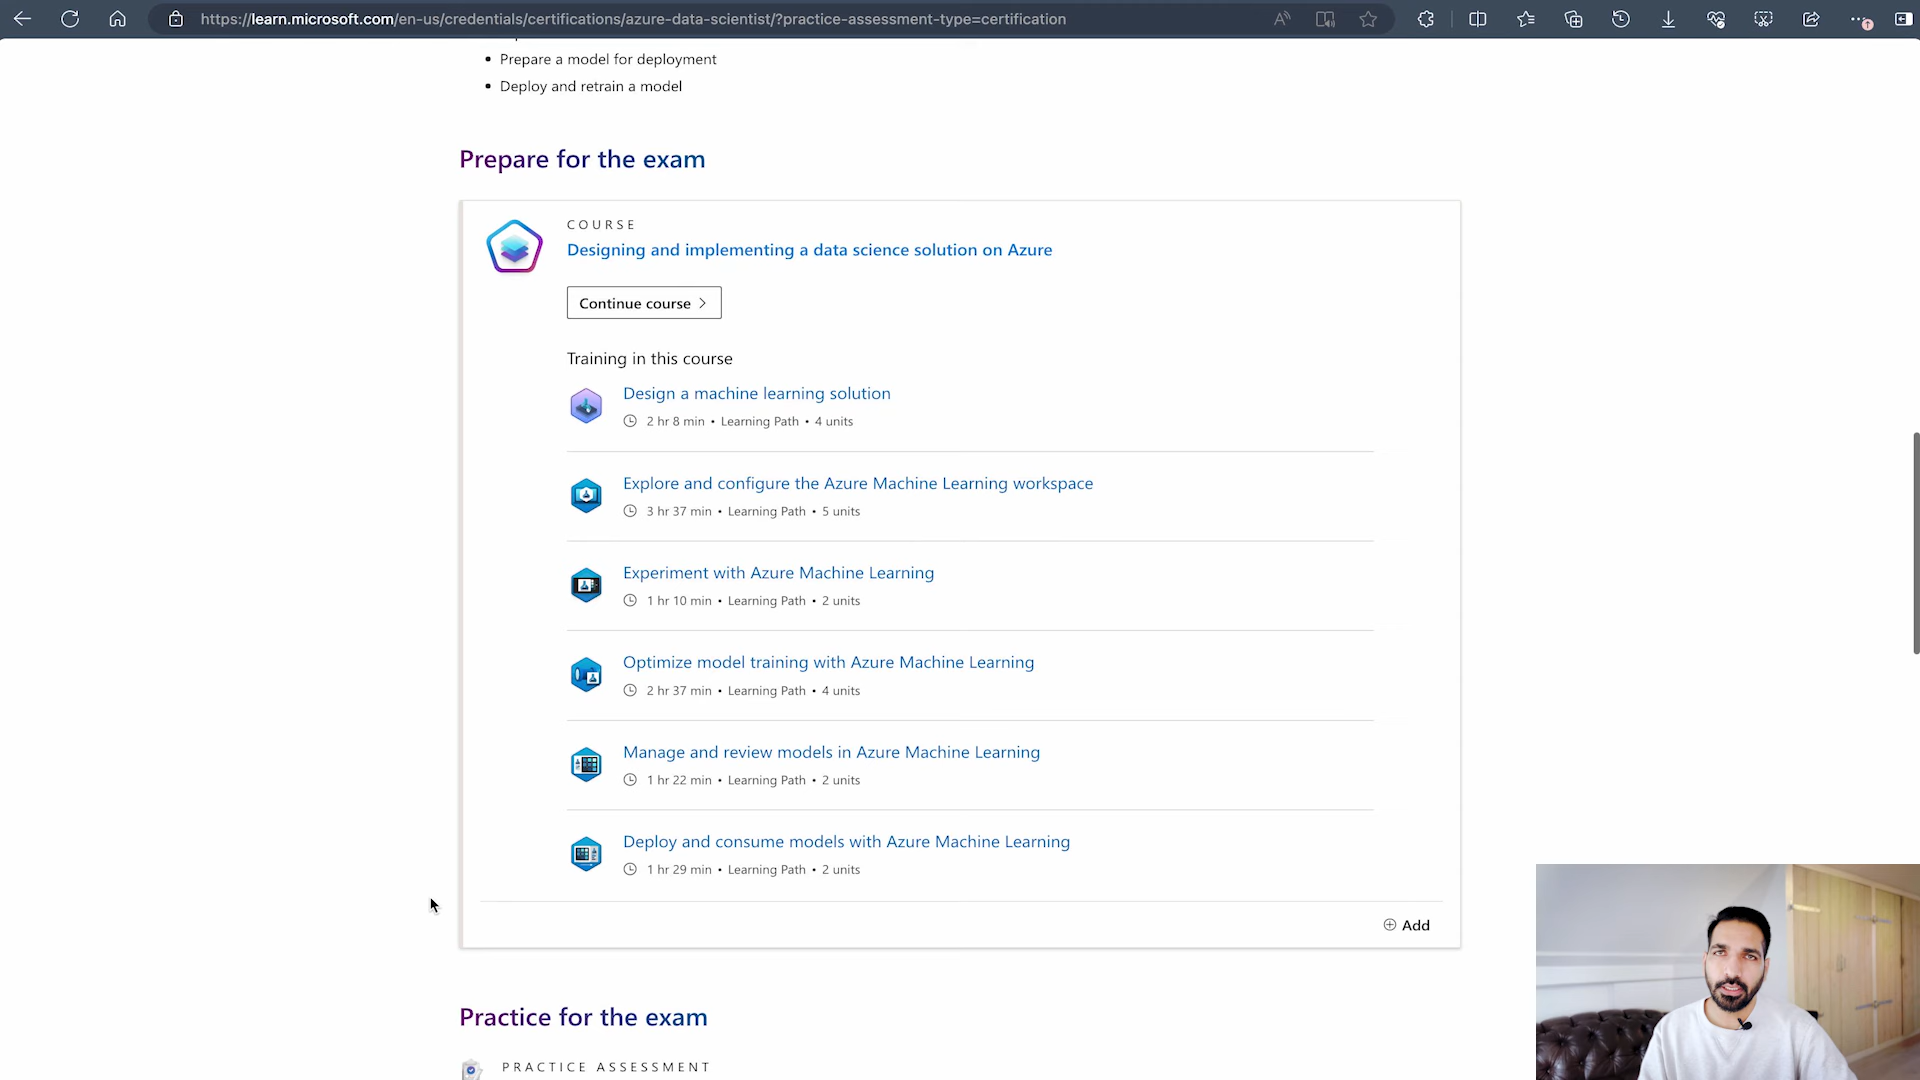 https://learn.microsoft.com/en-us/credentials/certifications/azure-data-scientist/?practice-assessment-type=certification
Prepare a model for deployment
Deploy and retrain a model
Prepare for the exam
COURSE
Designing and implementing a data science solution on Azure
Continue course
Training in this course
Design a machine learning solution
2 hr 8 min • Learning Path • 4 units
Explore and configure the Azure Machine Learning workspace
3 hr 37 min • Learning Path • 5 units
Experiment with Azure Machine Learning
1 hr 10 min • Learning Path • 2 units
Optimize model training with Azure Machine Learning
2 hr 37 min • Learning Path • 4 units
Manage and review models in Azure Machine Learning
1 hr 22 min • Learning Path • 2 units
Deploy and consume models with Azure Machine Learning
1 hr 29 min • Learning Path • 2 units
Add
Practice for the exam
PRACTICE ASSESSMENT